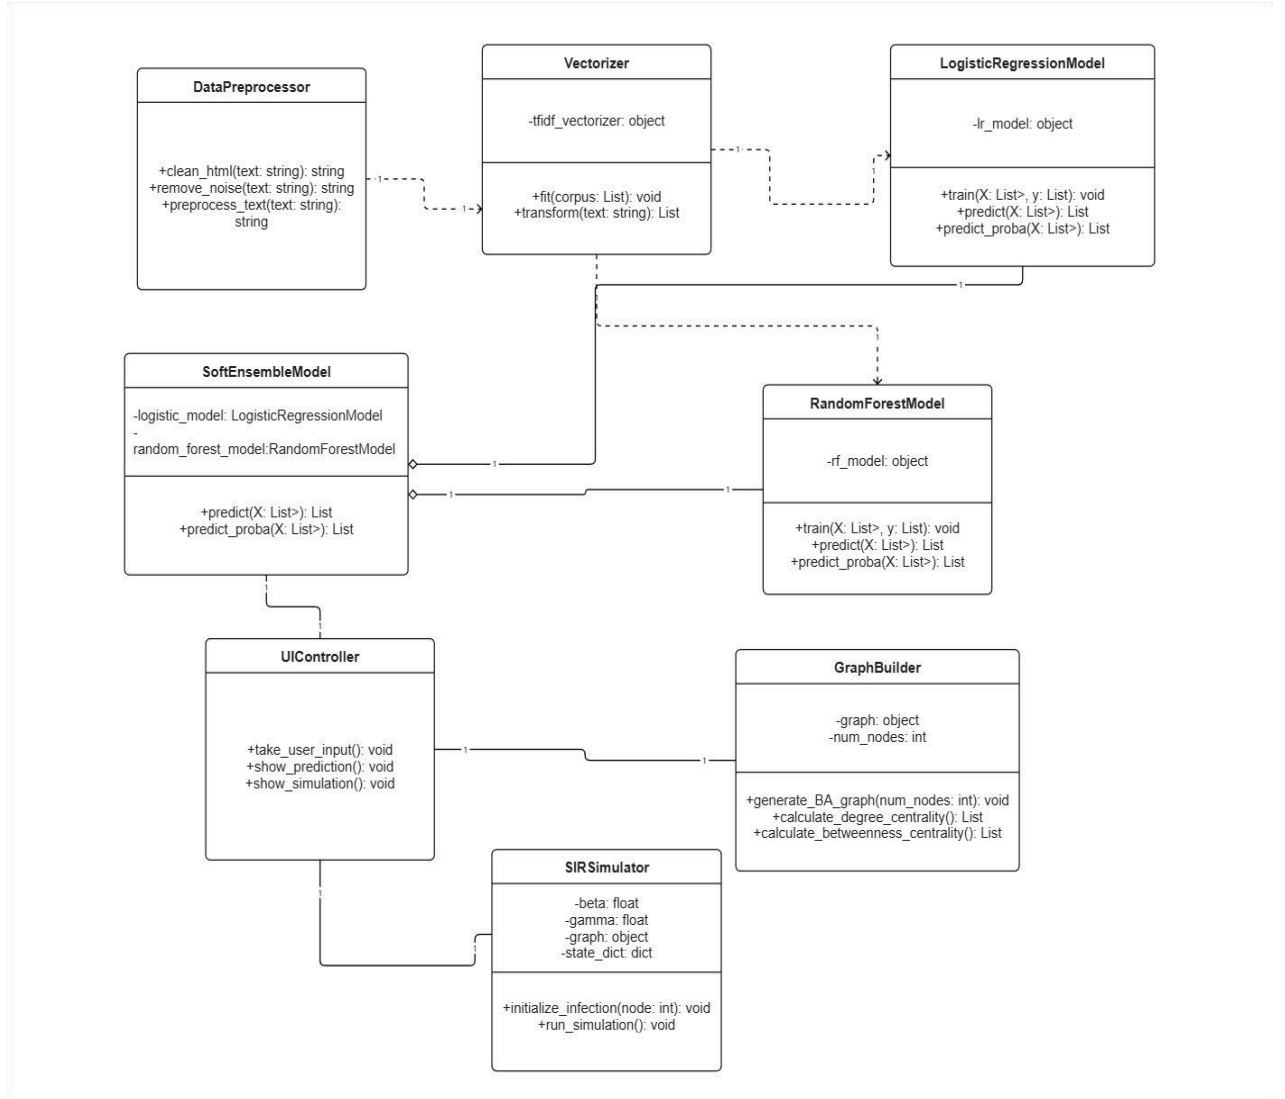 DataPreprocessor
+clean_html(text: string): string
+remove_noise(text: string): string
+preprocess_text(text: string):
string
Vectorizer
-tfidf_vectorizer: object
+fit(corpus: List): void
+transform(text: string): List
LogisticRegressionModel
-lr_model: object
+train(X: List>, y: List): void
+predict(X: List>): List
+predict_proba(X: List>): List
1
1
1
1
1
1
SoftEnsembleModel
-logistic_model: LogisticRegressionModel
-
random_forest_model:RandomForestModel
+predict(X: List>): List
+predict_proba(X: List>): List
1
1
1
1
RandomForestModel
-rf_model: object
+train(X: List>, y: List): void
+predict(X: List>): List
+predict_proba(X: List>): List
1
1
UIController
+take_user_input(): void
+show_prediction(): void
+show_simulation(): void
1
1
GraphBuilder
-graph: object
-num_nodes: int
+generate_BA_graph(num_nodes: int): void
+calculate_degree_centrality(): List
+calculate_betweenness_centrality(): List
1
1
SIRSimulator
-beta: float
-gamma: float
-graph: object
-state_dict: dict
+initialize_infection(node: int): void
+run_simulation(): void